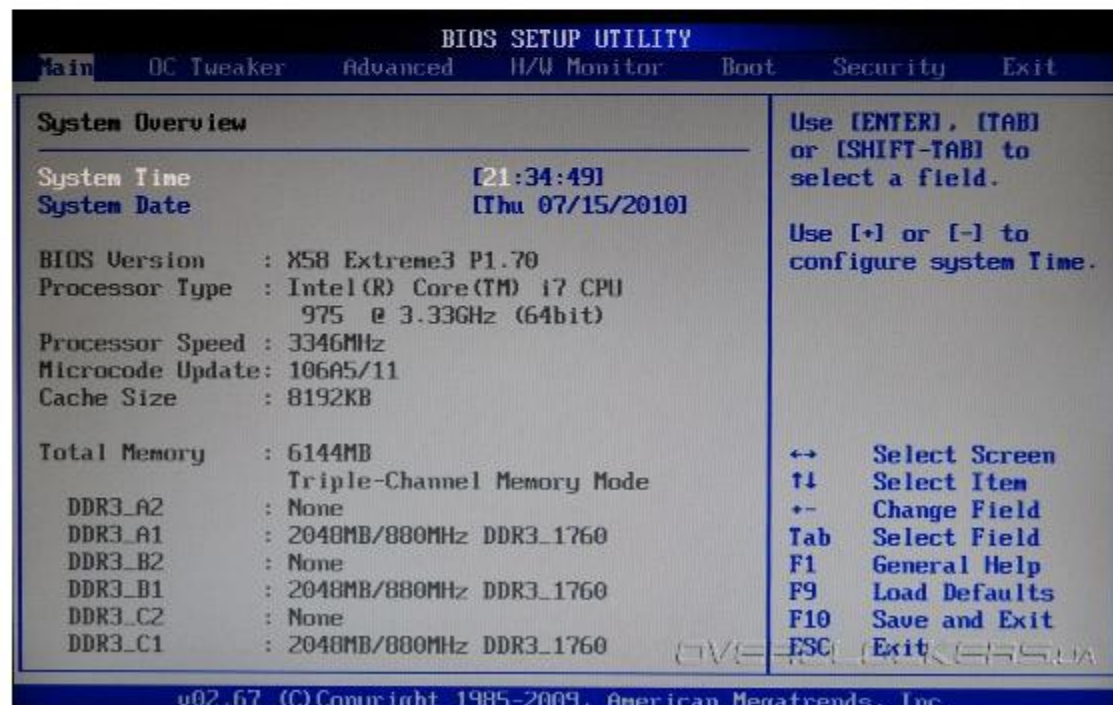 BIOS SETUP UTILITY
Main OC Tweaker Advanced H/W Monitor Boot Security Exit
System Overview
System Time [21:34:49]
System Date [Thu 07/15/2010]
BIOS Version : X58 Extreme3 P1.70
Processor Type : Intel(R) Core(TM) i7 CPU
975 @ 3.33GHz (64bit)
Processor Speed : 3346MHz
Microcode Update: 106A5/11
Cache Size : 8192KB
Total Memory : 6144MB
Triple-Channel Memory Mode
DDR3_A2 : None
DDR3_A1 : 2048MB/880MHz DDR3_1760
DDR3_B2 : None
DDR3_B1 : 2048MB/880MHz DDR3_1760
DDR3_C2 : None
DDR3_C1 : 2048MB/880MHz DDR3_1760
Use [ENTER], [TAB]
or [SHIFT-TAB] to
select a field.
Use [+] or [-] to
configure system Time.
↔ Select Screen
↑↓ Select Item
+- Change Field
Tab Select Field
F1 General Help
F9 Load Defaults
F10 Save and Exit
ESC Exit
OVERCLOCKERS.UA
v02.67 (C)Copyright 1985-2009, American Megatrends, Inc